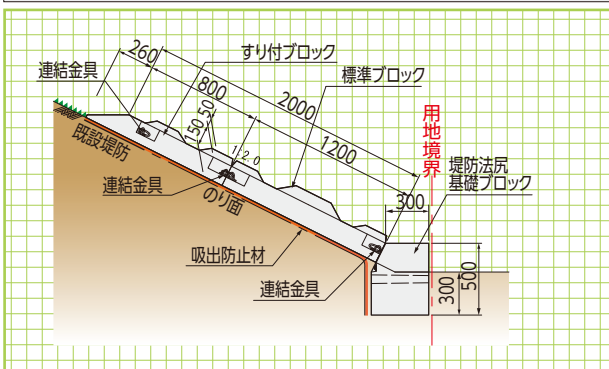 260
すり付ブロック
連結金具
標準ブロック
800
2000
50
150
1200
用地境界
既設堤防
1:2.0
堤防法尻
基礎ブロック
連結金具
のり面
300
吸出防止材
連結金具
300
500